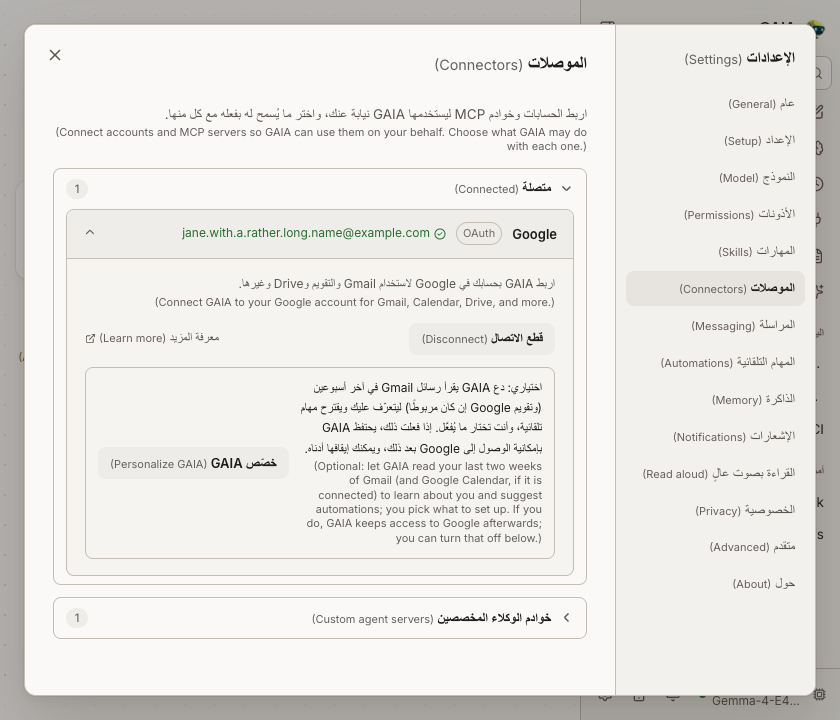 الإعدادات (Settings)
عام (General)
الإعداد (Setup)
النموذج (Model)
الأذونات (Permissions)
المهارات (Skills)
الموصلات (Connectors)
المراسلة (Messaging)
المهام التلقائية (Automations)
الذاكرة (Memory)
الإشعارات (Notifications)
القراءة بصوت عالٍ (Read aloud)
الخصوصية (Privacy)
متقدم (Advanced)
حول (About)
الموصلات (Connectors)
اربط الحسابات وخوادم MCP ليستخدمها GAIA نيابة عنك، واختر ما يُسمح له بفعله مع كل منها.
(Connect accounts and MCP servers so GAIA can use them on your behalf. Choose what GAIA may do
with each one.)
متصلة (Connected)
1
Google
OAuth
jane.with.a.rather.long.name@example.com
اربط GAIA بحسابك في Google لاستخدام Gmail والتقويم وDrive وغيرها.
(Connect GAIA to your Google account for Gmail, Calendar, Drive, and more.)
قطع الاتصال (Disconnect)
معرفة المزيد (Learn more)
اختياري: دع GAIA يقرأ رسائل Gmail في آخر أسبوعين
(وتقويم Google إن كان مربوطًا) ليتعرّف عليك ويقترح مهام
تلقائية، وأنت تختار ما يُفعَّل. إذا فعلت ذلك، يحتفظ GAIA
بإمكانية الوصول إلى Google بعد ذلك، ويمكنك إيقافها أدناه.
(Optional: let GAIA read your last two weeks
of Gmail (and Google Calendar, if it is
connected) to learn about you and suggest
automations; you pick what to set up. If you
do, GAIA keeps access to Google afterwards;
you can turn that off below.)
خصّص GAIA (Personalize GAIA)
خوادم الوكلاء المخصصين (Custom agent servers)
1
Gemma-4-E4...